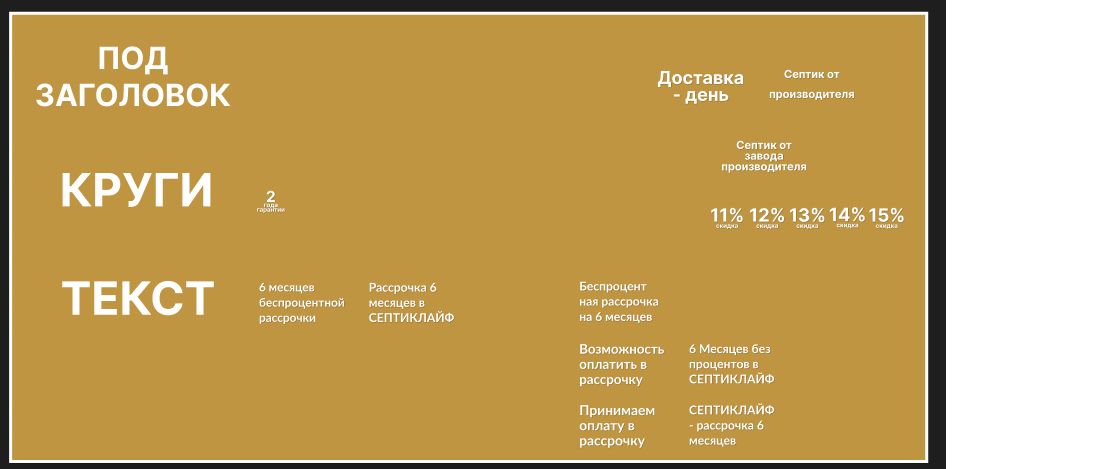 ПОД
ЗАГОЛОВОК
Доставка
- день
Септик от
производителя
Септик от
завода
производителя
КРУГИ
2
года
гарантии
11%
скидка
12%
скидка
13%
скидка
14%
скидка
15%
скидка
ТЕКСТ
6 месяцев
беспроцентной
рассрочки
Рассрочка 6
месяцев в
СЕПТИКЛАЙФ
Беспроцент
ная рассрочка
на 6 месяцев
Возможность
оплатить в
рассрочку
6 Месяцев без
процентов в
СЕПТИКЛАЙФ
Принимаем
оплату в
рассрочку
СЕПТИКЛАЙФ
- рассрочка 6
месяцев